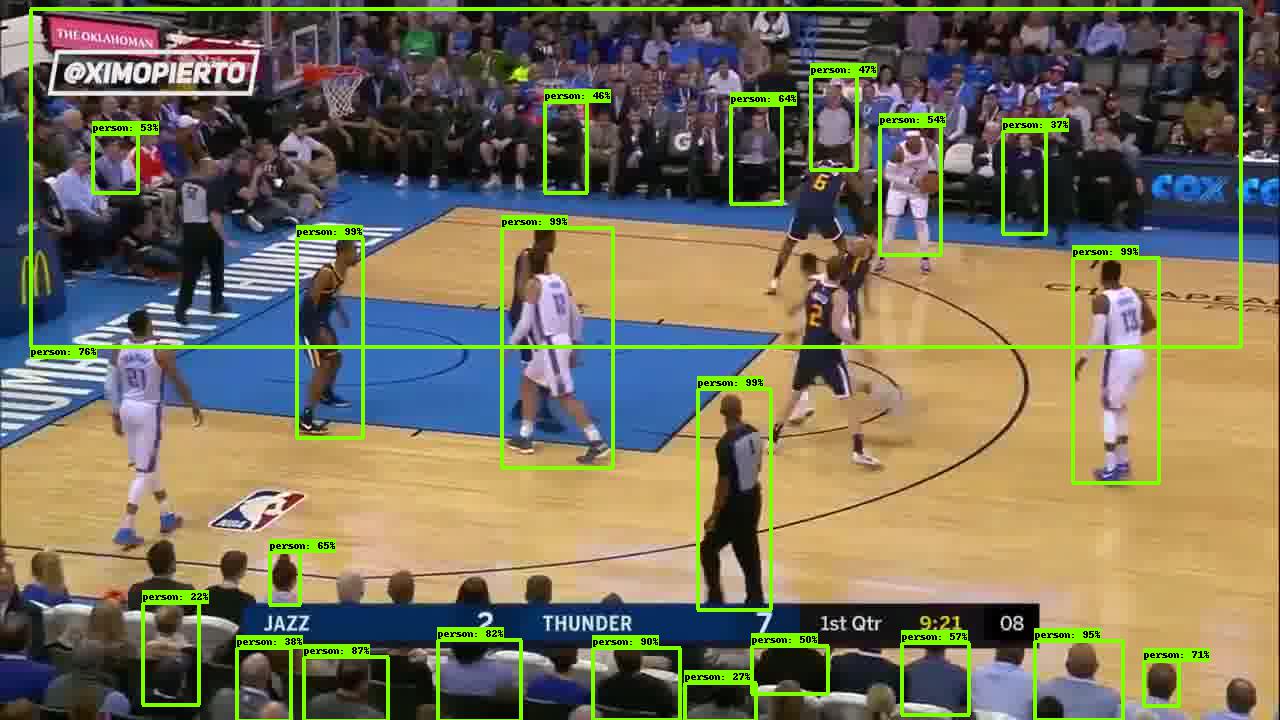 THE OKLAHOMAN
@XIMOPIERTO
person: 47%
person: 46%
person: 64%
person: 54%
person: 37%
person: 53%
G
6
cox
person: 99%
person: 99%
person: 99%
13
2
person: 76%
21
person: 99%
NBA
person: 65%
person: 22%
JAZZ 2 THUNDER 7 1st Qtr 9:21 08
person: 38%
person: 87%
person: 82%
person: 90%
person: 27%
person: 50%
person: 57%
person: 95%
person: 71%